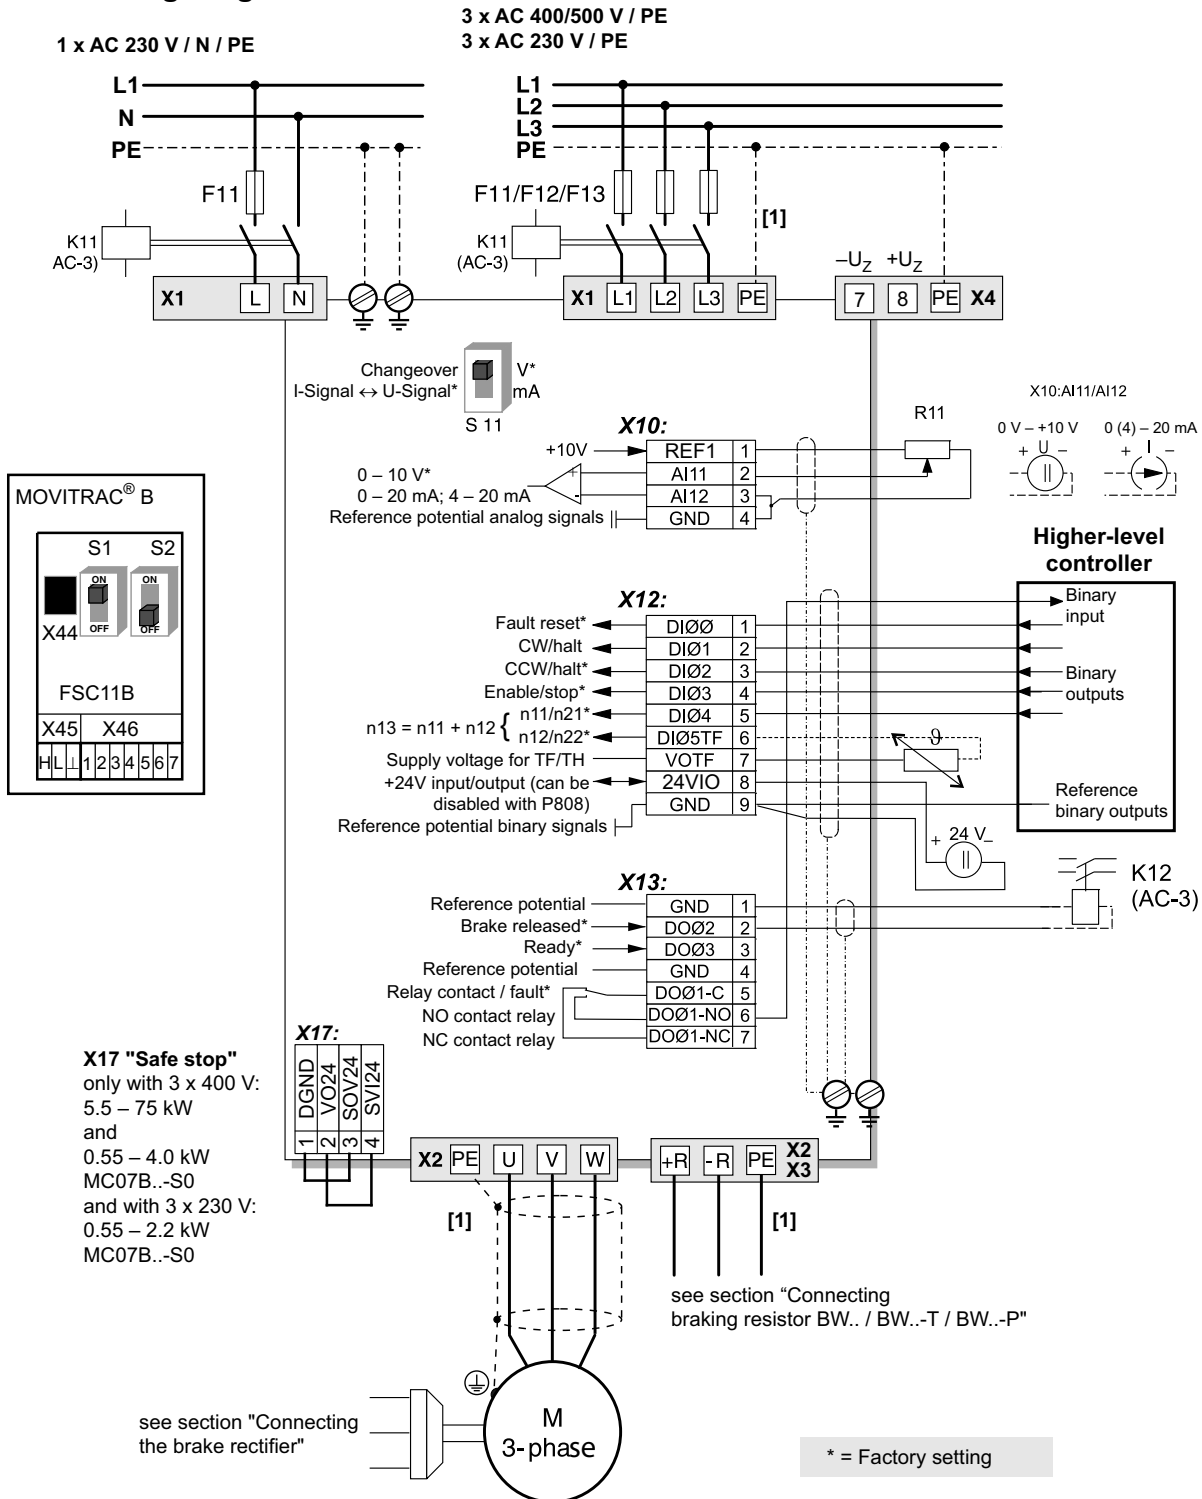 3 x AC 400/500 V / PE
1 x AC 230 V / N / PE
3 x AC 230 V / PE
L1
N
PE
L1
L2
L3
PE
F11
F11/F12/F13
[1]
K11
AC-3)
K11
(AC-3)
–UZ +UZ
X1 L N
X1 L1 L2 L3 PE
7 8 PE X4
Changeover
I-Signal ↔ U-Signal*
V*
mA
S 11
X10:
+10V REF1 1
0 – 10 V* AI11 2
0 – 20 mA; 4 – 20 mA AI12 3
Reference potential analog signals GND 4
+
-
R11
X10:AI11/AI12
0 V – +10 V 0 (4) – 20 mA
+ U –
+ I –
MOVITRAC® B
S1 S2
ON
OFF
ON
OFF
X44
FSC11B
X45 X46
H L ⊥ 1 2 3 4 5 6 7
Higher-level
controller
Binary
input
Binary
outputs
Reference
binary outputs
X12:
Fault reset* DIØØ 1
CW/halt DIØ1 2
CCW/halt* DIØ2 3
Enable/stop* DIØ3 4
n11/n21* DIØ4 5
n13 = n11 + n12 {
n12/n22* DIØ5TF 6
Supply voltage for TF/TH VOTF 7
+24V input/output (can be 24VIO 8
disabled with P808) GND 9
Reference potential binary signals
ϑ
+ 24 V –
K12
(AC-3)
X13:
Reference potential GND 1
Brake released* DOØ2 2
Ready* DOØ3 3
Reference potential GND 4
Relay contact / fault* DOØ1-C 5
NO contact relay DOØ1-NO 6
NC contact relay DOØ1-NC 7
X17:
DGND
VO24
SOV24
SVI24
1 2 3 4
X17 "Safe stop"
only with 3 x 400 V:
5.5 – 75 kW
and
0.55 – 4.0 kW
MC07B..-S0
and with 3 x 230 V:
0.55 – 2.2 kW
MC07B..-S0
X2 PE U V W
+R -R PE X2
X3
[1]
[1]
see section “Connecting
braking resistor BW.. / BW..-T / BW..-P"
see section "Connecting
the brake rectifier"
M
3-phase
* = Factory setting